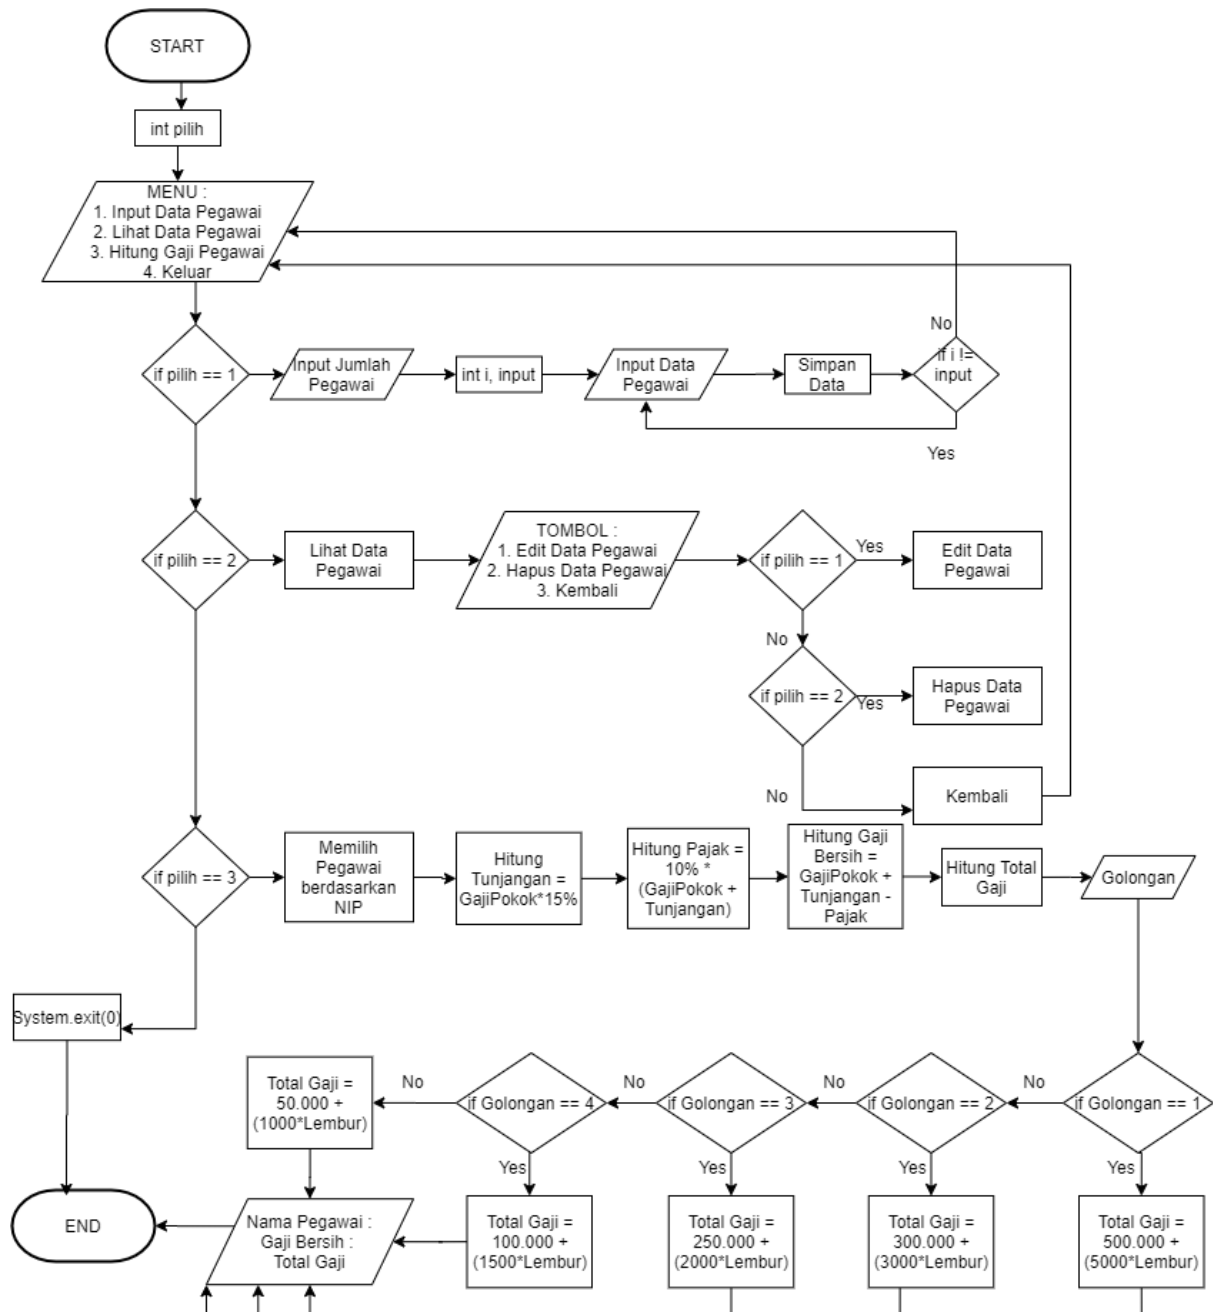 START
int pilih
MENU :
1. Input Data Pegawai
2. Lihat Data Pegawai
3. Hitung Gaji Pegawai
4. Keluar
if pilih == 1
Input Jumlah
Pegawai
int i, input
Input Data
Pegawai
Simpan
Data
if i !=
input
No
Yes
if pilih == 2
Lihat Data
Pegawai
TOMBOL :
1. Edit Data Pegawai
2. Hapus Data Pegawai
3. Kembali
if pilih == 1
Yes
Edit Data
Pegawai
No
if pilih == 2
Yes
Hapus Data
Pegawai
No
Kembali
if pilih == 3
Memilih
Pegawai
berdasarkan
NIP
Hitung
Tunjangan =
GajiPokok*15%
Hitung Pajak =
10% *
(GajiPokok +
Tunjangan)
Hitung Gaji
Bersih =
GajiPokok +
Tunjangan -
Pajak
Hitung Total
Gaji
Golongan
System.exit(0)
if Golongan == 1
No
if Golongan == 2
No
if Golongan == 3
No
if Golongan == 4
No
Total Gaji =
50.000 +
(1000*Lembur)
Yes
Yes
Yes
Yes
END
Nama Pegawai :
Gaji Bersih :
Total Gaji
Total Gaji =
100.000 +
(1500*Lembur)
Total Gaji =
250.000 +
(2000*Lembur)
Total Gaji =
300.000 +
(3000*Lembur)
Total Gaji =
500.000 +
(5000*Lembur)